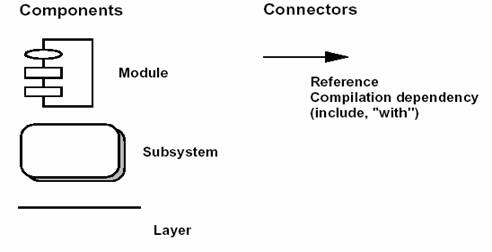 Components
Module
Subsystem
Layer
Connectors
Reference
Compilation dependency
(include, "with")